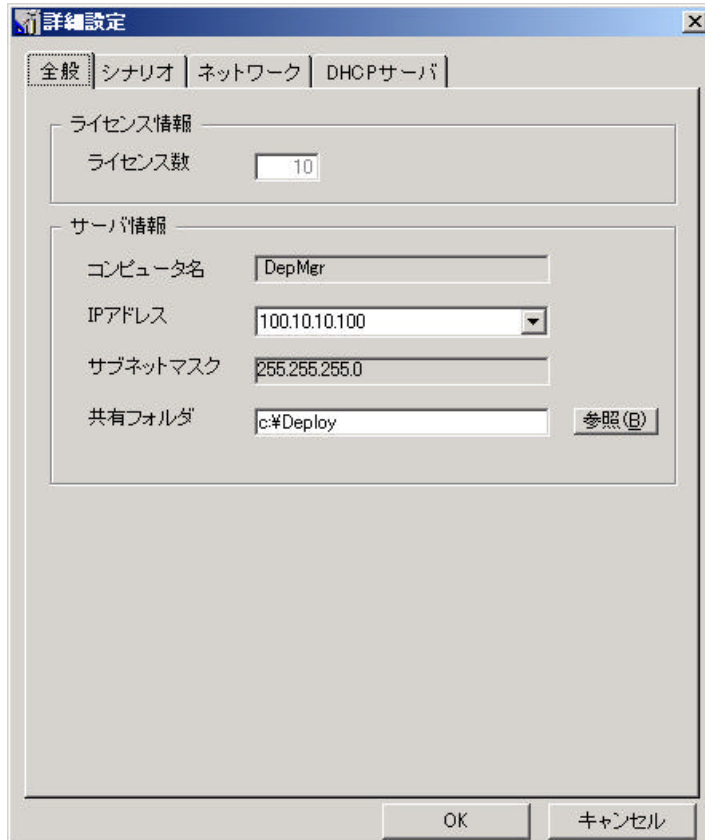 詳細設定
全般 シナリオ ネットワーク DHCPサーバ
ライセンス情報
ライセンス数 10
サーバ情報
コンピュータ名 DepMgr
IPアドレス 100.10.10.100
サブネットマスク 255.255.255.0
共有フォルダ c:¥Deploy 参照(B)
OK キャンセル